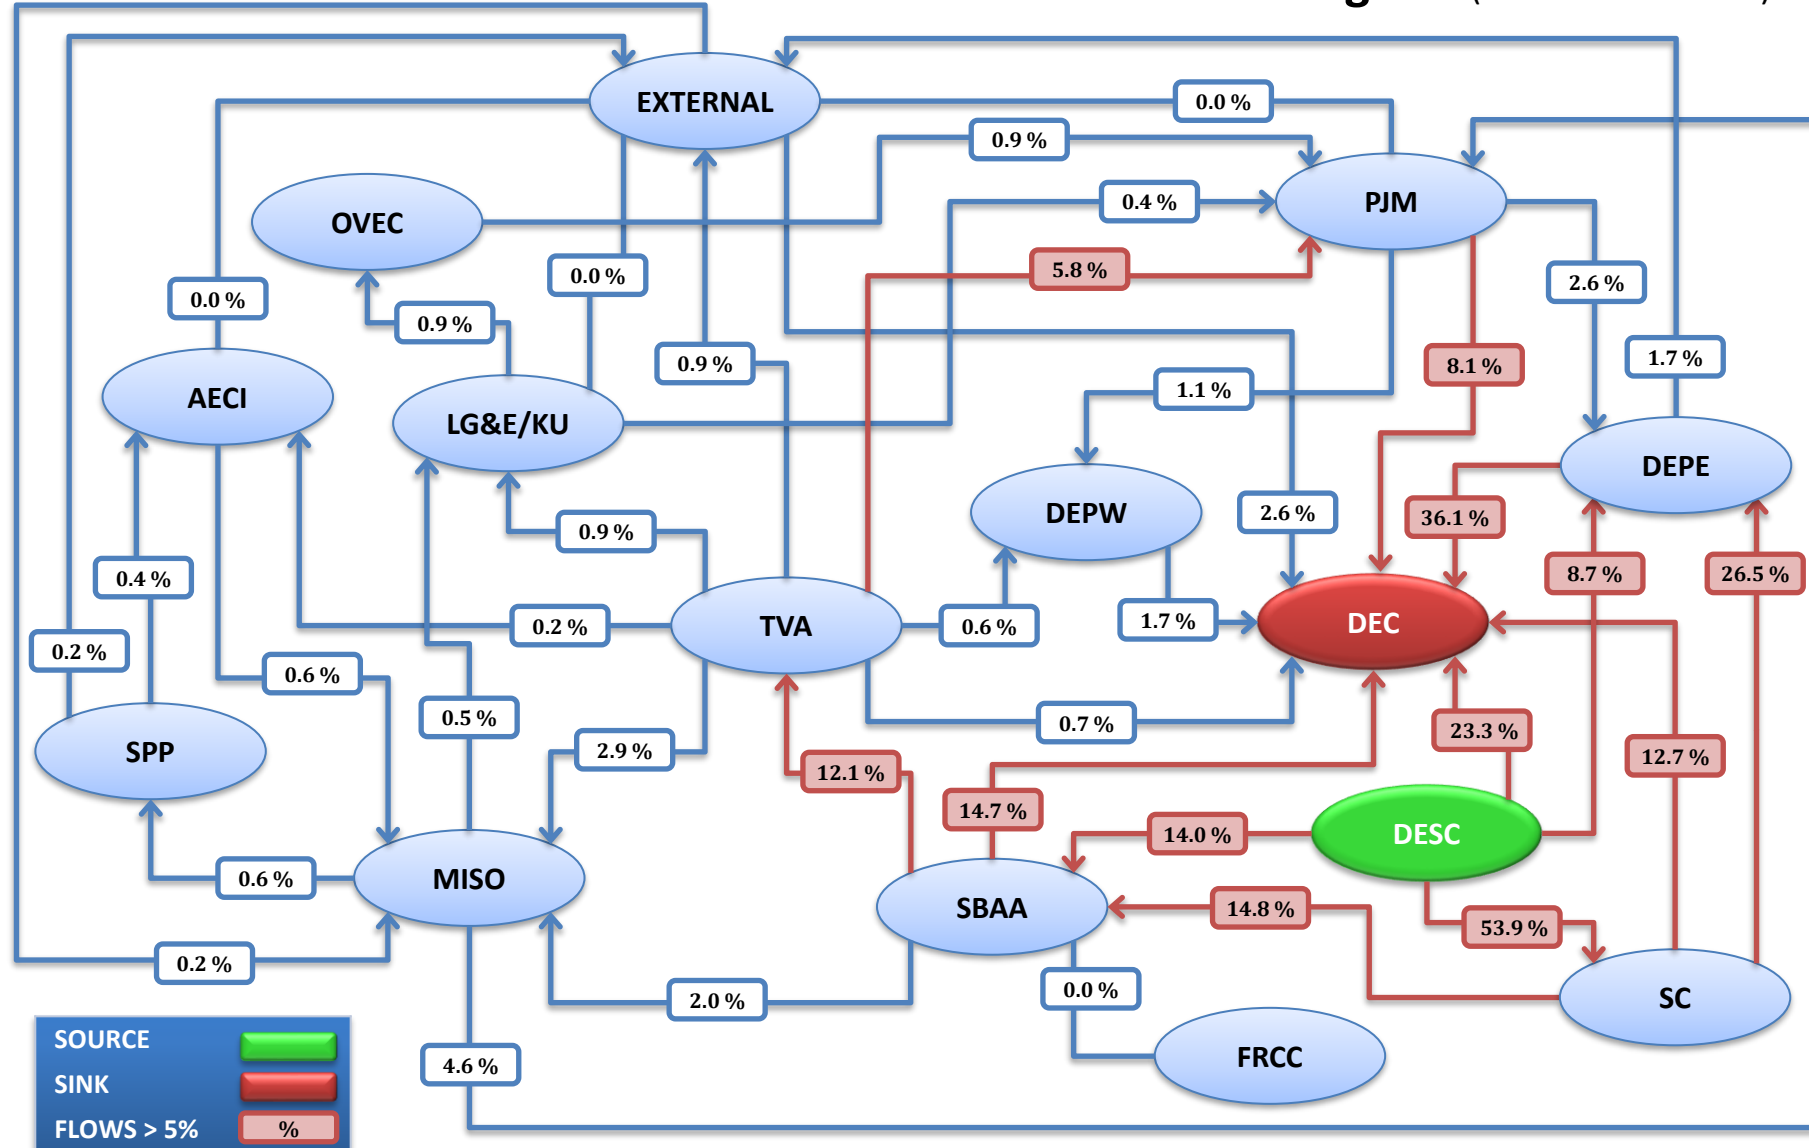 EXTERNAL
0.0 %
0.9 %
PJM
0.4 %
OVEC
5.8 %
0.0 %
2.6 %
0.0 %
0.9 %
0.9 %
8.1 %
1.7 %
1.1 %
AECI
LG&E/KU
DEPE
DEPW
2.6 %
36.1 %
0.9 %
0.4 %
8.7 %
26.5 %
0.2 %
TVA
0.6 %
1.7 %
DEC
0.2 %
0.6 %
0.5 %
0.7 %
23.3 %
SPP
2.9 %
12.1 %
12.7 %
14.7 %
14.0 %
DESC
0.6 %
MISO
SBAA
14.8 %
53.9 %
0.2 %
2.0 %
0.0 %
SC
SOURCE
4.6 %
FRCC
SINK
FLOWS > 5%
%